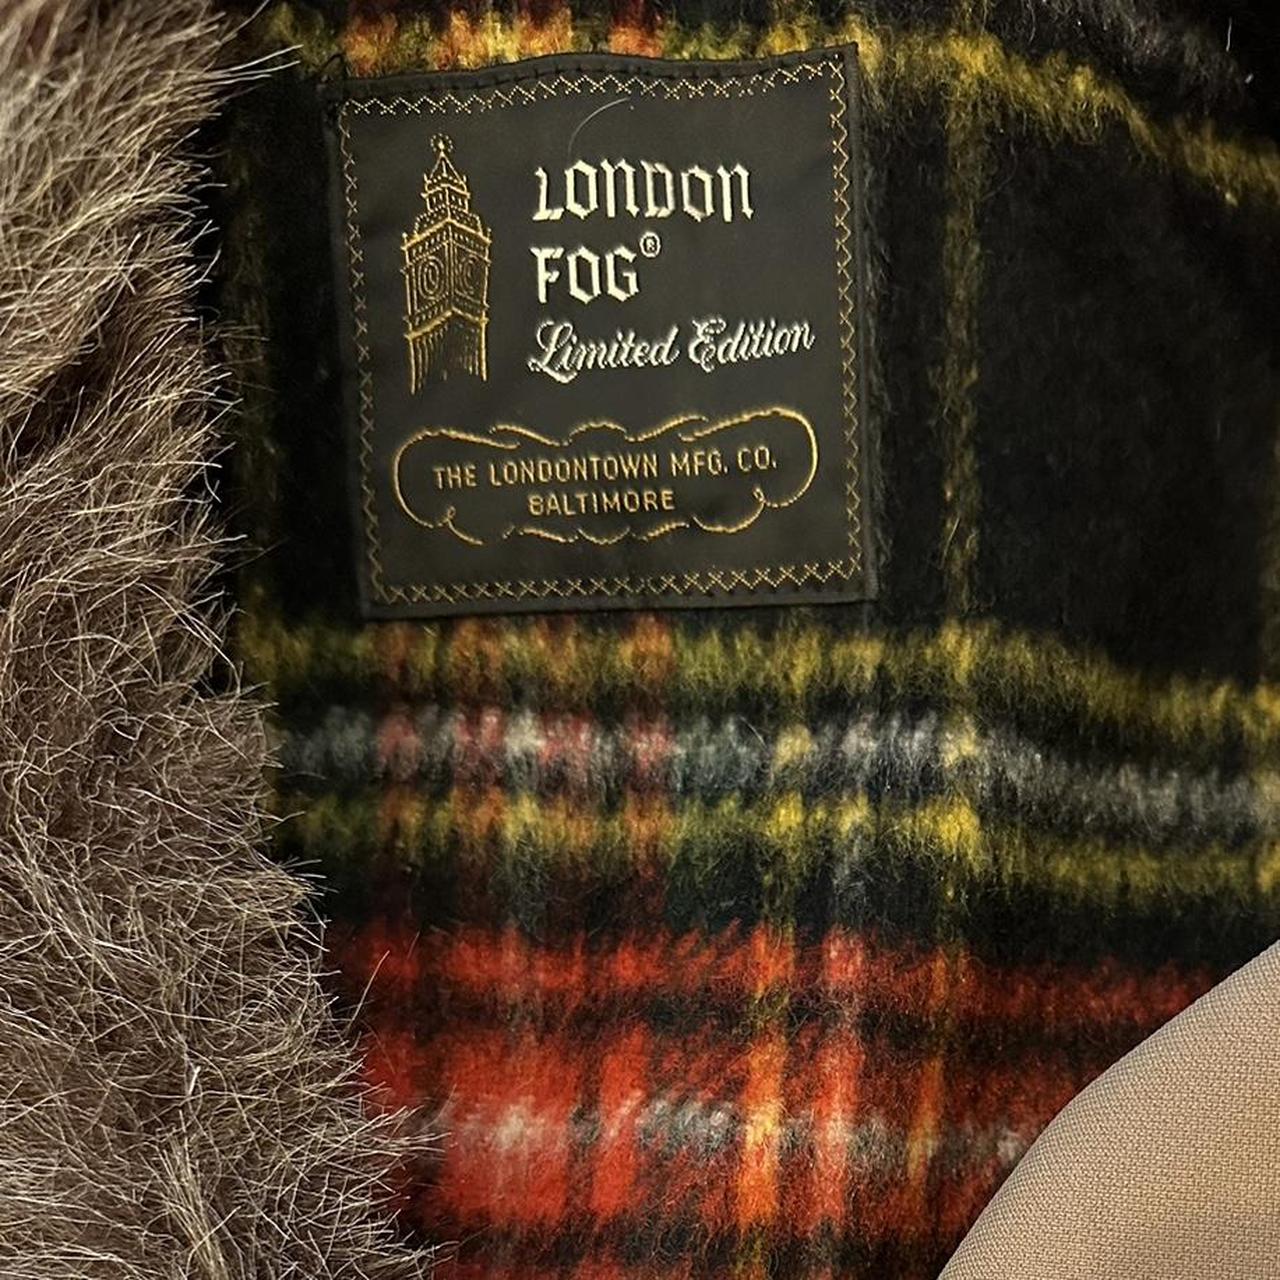 LONDON
FOG®
Limited Edition
THE LONDONTOWN MFG. CO.
BALTIMORE